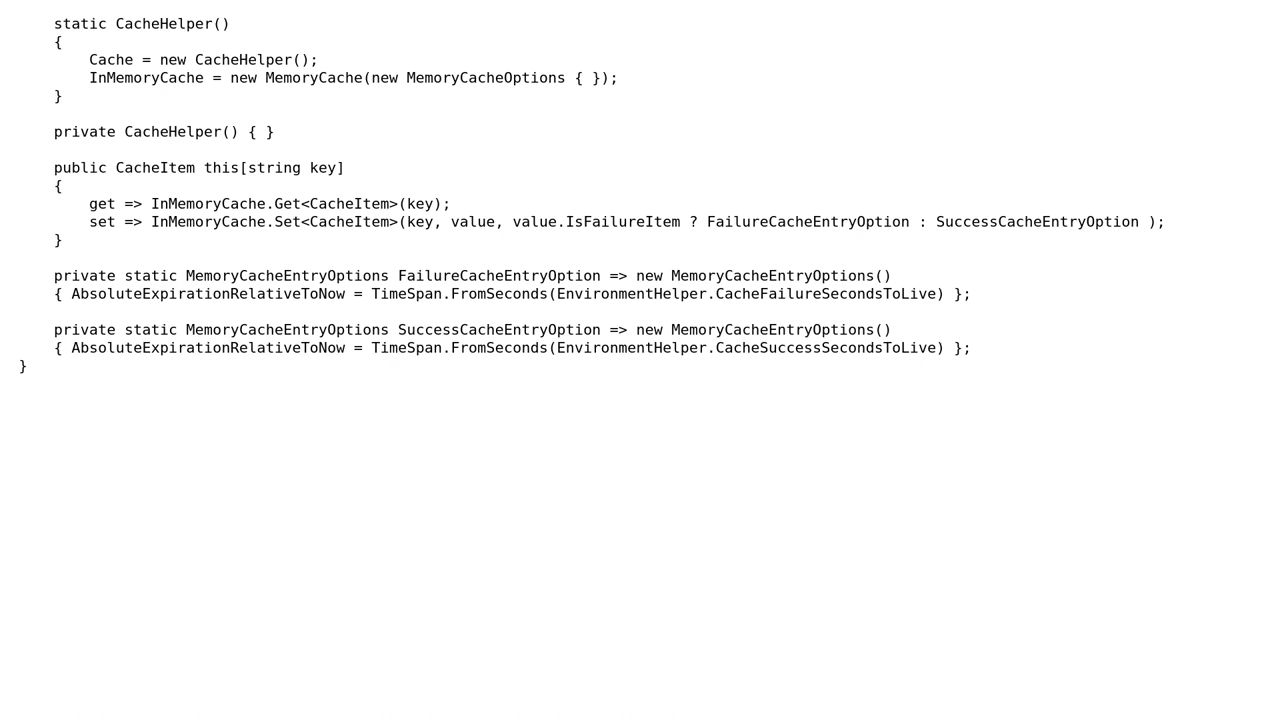 static CacheHelper()
{
Cache = new CacheHelper();
InMemoryCache = new MemoryCache(new MemoryCacheOptions { });
}
private CacheHelper() { }
public CacheItem this[string key]
{
get => InMemoryCache.Get<CacheItem>(key);
set => InMemoryCache.Set<CacheItem>(key, value, value.IsFailureItem ? FailureCacheEntryOption : SuccessCacheEntryOption );
}
private static MemoryCacheEntryOptions FailureCacheEntryOption => new MemoryCacheEntryOptions()
{ AbsoluteExpirationRelativeToNow = TimeSpan.FromSeconds(EnvironmentHelper.CacheFailureSecondsToLive) };
private static MemoryCacheEntryOptions SuccessCacheEntryOption => new MemoryCacheEntryOptions()
{ AbsoluteExpirationRelativeToNow = TimeSpan.FromSeconds(EnvironmentHelper.CacheSuccessSecondsToLive) };
}